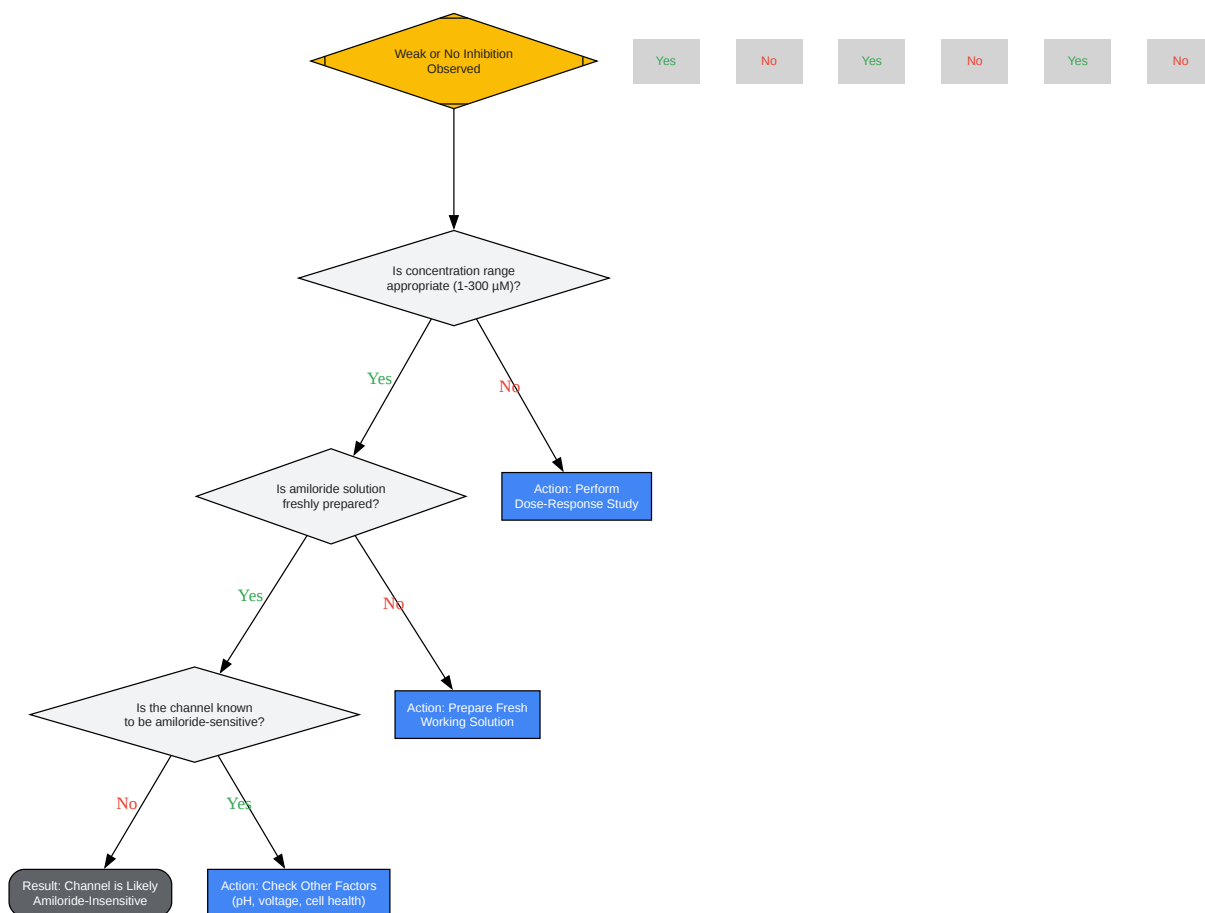 Weak or No Inhibition
Observed
Yes
No
Yes
No
Yes
No
Is concentration range
appropriate (1-300 µM)?
Yes
No
Is amiloride solution
freshly prepared?
Action: Perform
Dose-Response Study
Yes
No
Is the channel known
to be amiloride-sensitive?
Action: Prepare Fresh
Working Solution
No
Yes
Result: Channel is Likely
Amiloride-Insensitive
Action: Check Other Factors
(pH, voltage, cell health)